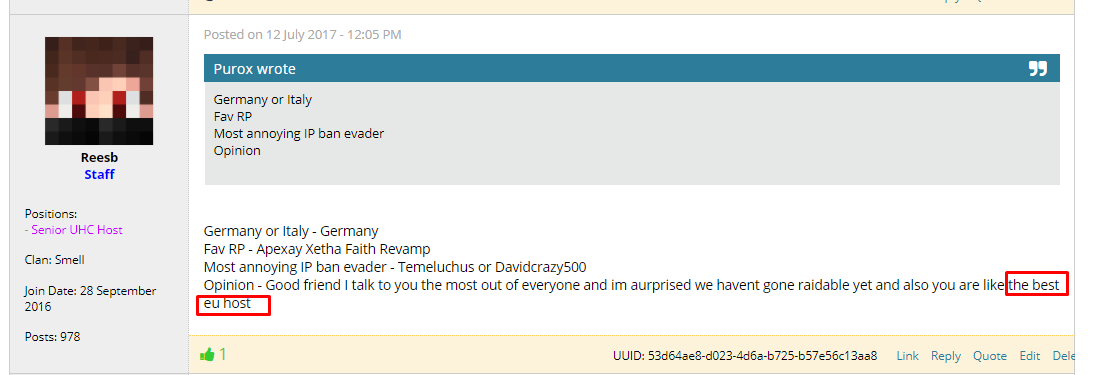 Posted on 12 July 2017 - 12:05 PM
Purox wrote
Germany or Italy
Fav RP
Most annoying IP ban evader
Opinion
Reesb
Staff
Positions:
- Senior UHC Host
Clan: Smell
Join Date: 28 September
2016
Posts: 978
Germany or Italy - Germany
Fav RP - Apexay Xetha Faith Revamp
Most annoying IP ban evader - Temeluchus or Davidcrazy500
Opinion - Good friend I talk to you the most out of everyone and im aurprised we havent gone raidable yet and also you are like the best
eu host
1
UUID: 53d64ae8-d023-4d6a-b725-b57e56c13aa8 Link Reply Quote Edit Dele